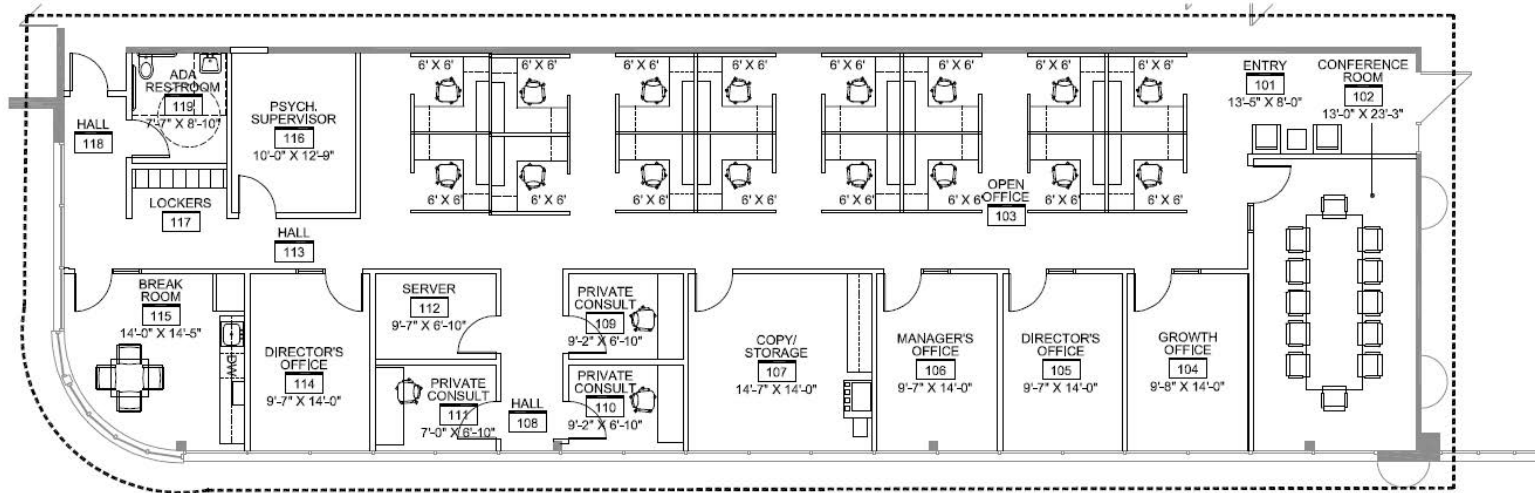 6' X 6'
6' X 6'
6' X 6'
6' X 6'
6' X 6'
6' X 6'
6' X 6'
6' X 6'
ENTRY
101
13'-5" X 8'-0"
CONFERENCE
ROOM
102
13'-0" X 23'-3"
ADA
RESTROOM
119
7'-7" X 8'-10"
PSYCH.
SUPERVISOR
116
10'-0" X 12'-9"
HALL
118
LOCKERS
117
6' X 6'
6' X 6'
6' X 6'
6' X 6'
6' X 6'
6' X 6'
6' X 6'
6' X 6'
OPEN
OFFICE
103
HALL
113
BREAK
ROOM
115
14'-0" X 14'-5"
DW
DIRECTOR'S
OFFICE
114
9'-7" X 14'-0"
SERVER
112
9'-7" X 6'-10"
PRIVATE
CONSULT
109
9'-2" X 6'-10"
PRIVATE
CONSULT
111
7'-0" X 6'-10"
HALL
108
PRIVATE
CONSULT
110
9'-2" X 6'-10"
COPY/
STORAGE
107
14'-7" X 14'-0"
MANAGER'S
OFFICE
106
9'-7" X 14'-0"
DIRECTOR'S
OFFICE
105
9'-7" X 14'-0"
GROWTH
OFFICE
104
9'-8" X 14'-0"